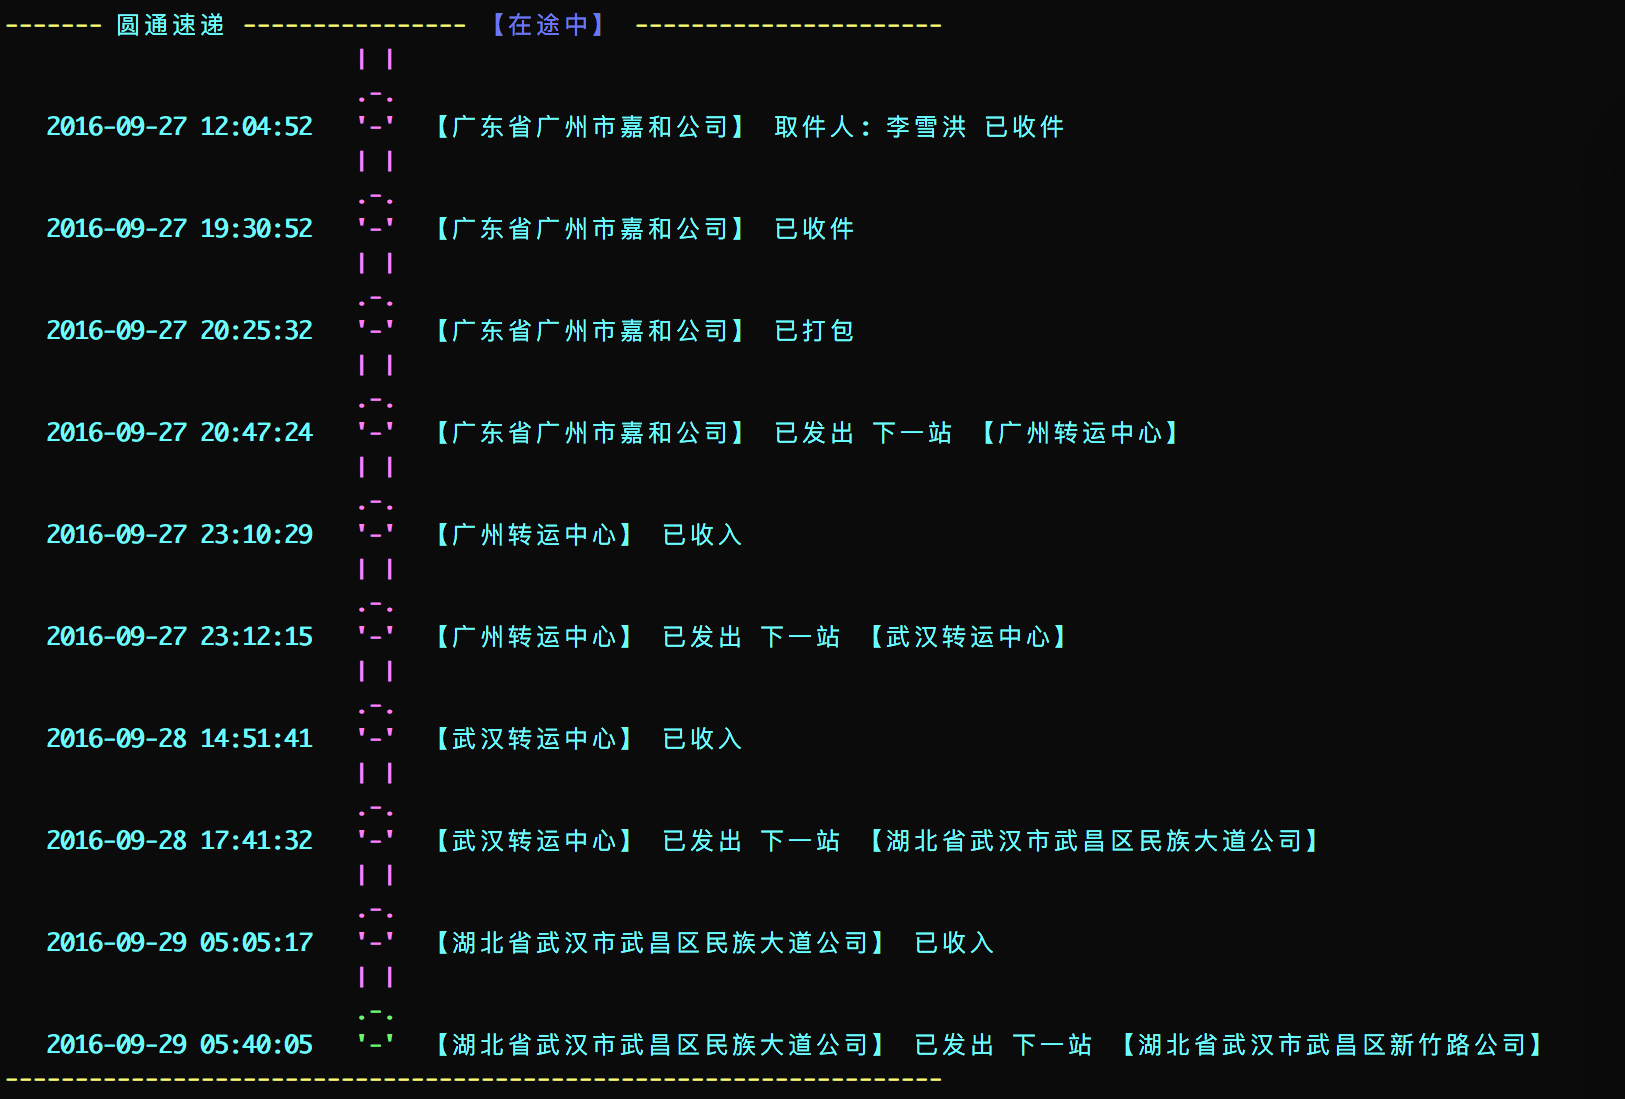 ------- 圆通速递 ---------------- 【在途中】 ----------------------
| |
.-.
2016-09-27 12:04:52 '-' 【广东省广州市嘉和公司】 取件人: 李雪洪 已收件
| |
.-.
2016-09-27 19:30:52 '-' 【广东省广州市嘉和公司】 已收件
| |
.-.
2016-09-27 20:25:32 '-' 【广东省广州市嘉和公司】 已打包
| |
.-.
2016-09-27 20:47:24 '-' 【广东省广州市嘉和公司】 已发出 下一站 【广州转运中心】
| |
.-.
2016-09-27 23:10:29 '-' 【广州转运中心】 已收入
| |
.-.
2016-09-27 23:12:15 '-' 【广州转运中心】 已发出 下一站 【武汉转运中心】
| |
.-.
2016-09-28 14:51:41 '-' 【武汉转运中心】 已收入
| |
.-.
2016-09-28 17:41:32 '-' 【武汉转运中心】 已发出 下一站 【湖北省武汉市武昌区民族大道公司】
| |
.-.
2016-09-29 05:05:17 '-' 【湖北省武汉市武昌区民族大道公司】 已收入
| |
.-.
2016-09-29 05:40:05 '-' 【湖北省武汉市武昌区民族大道公司】 已发出 下一站 【湖北省武汉市武昌区新竹路公司】
-------------------------------------------------------------------